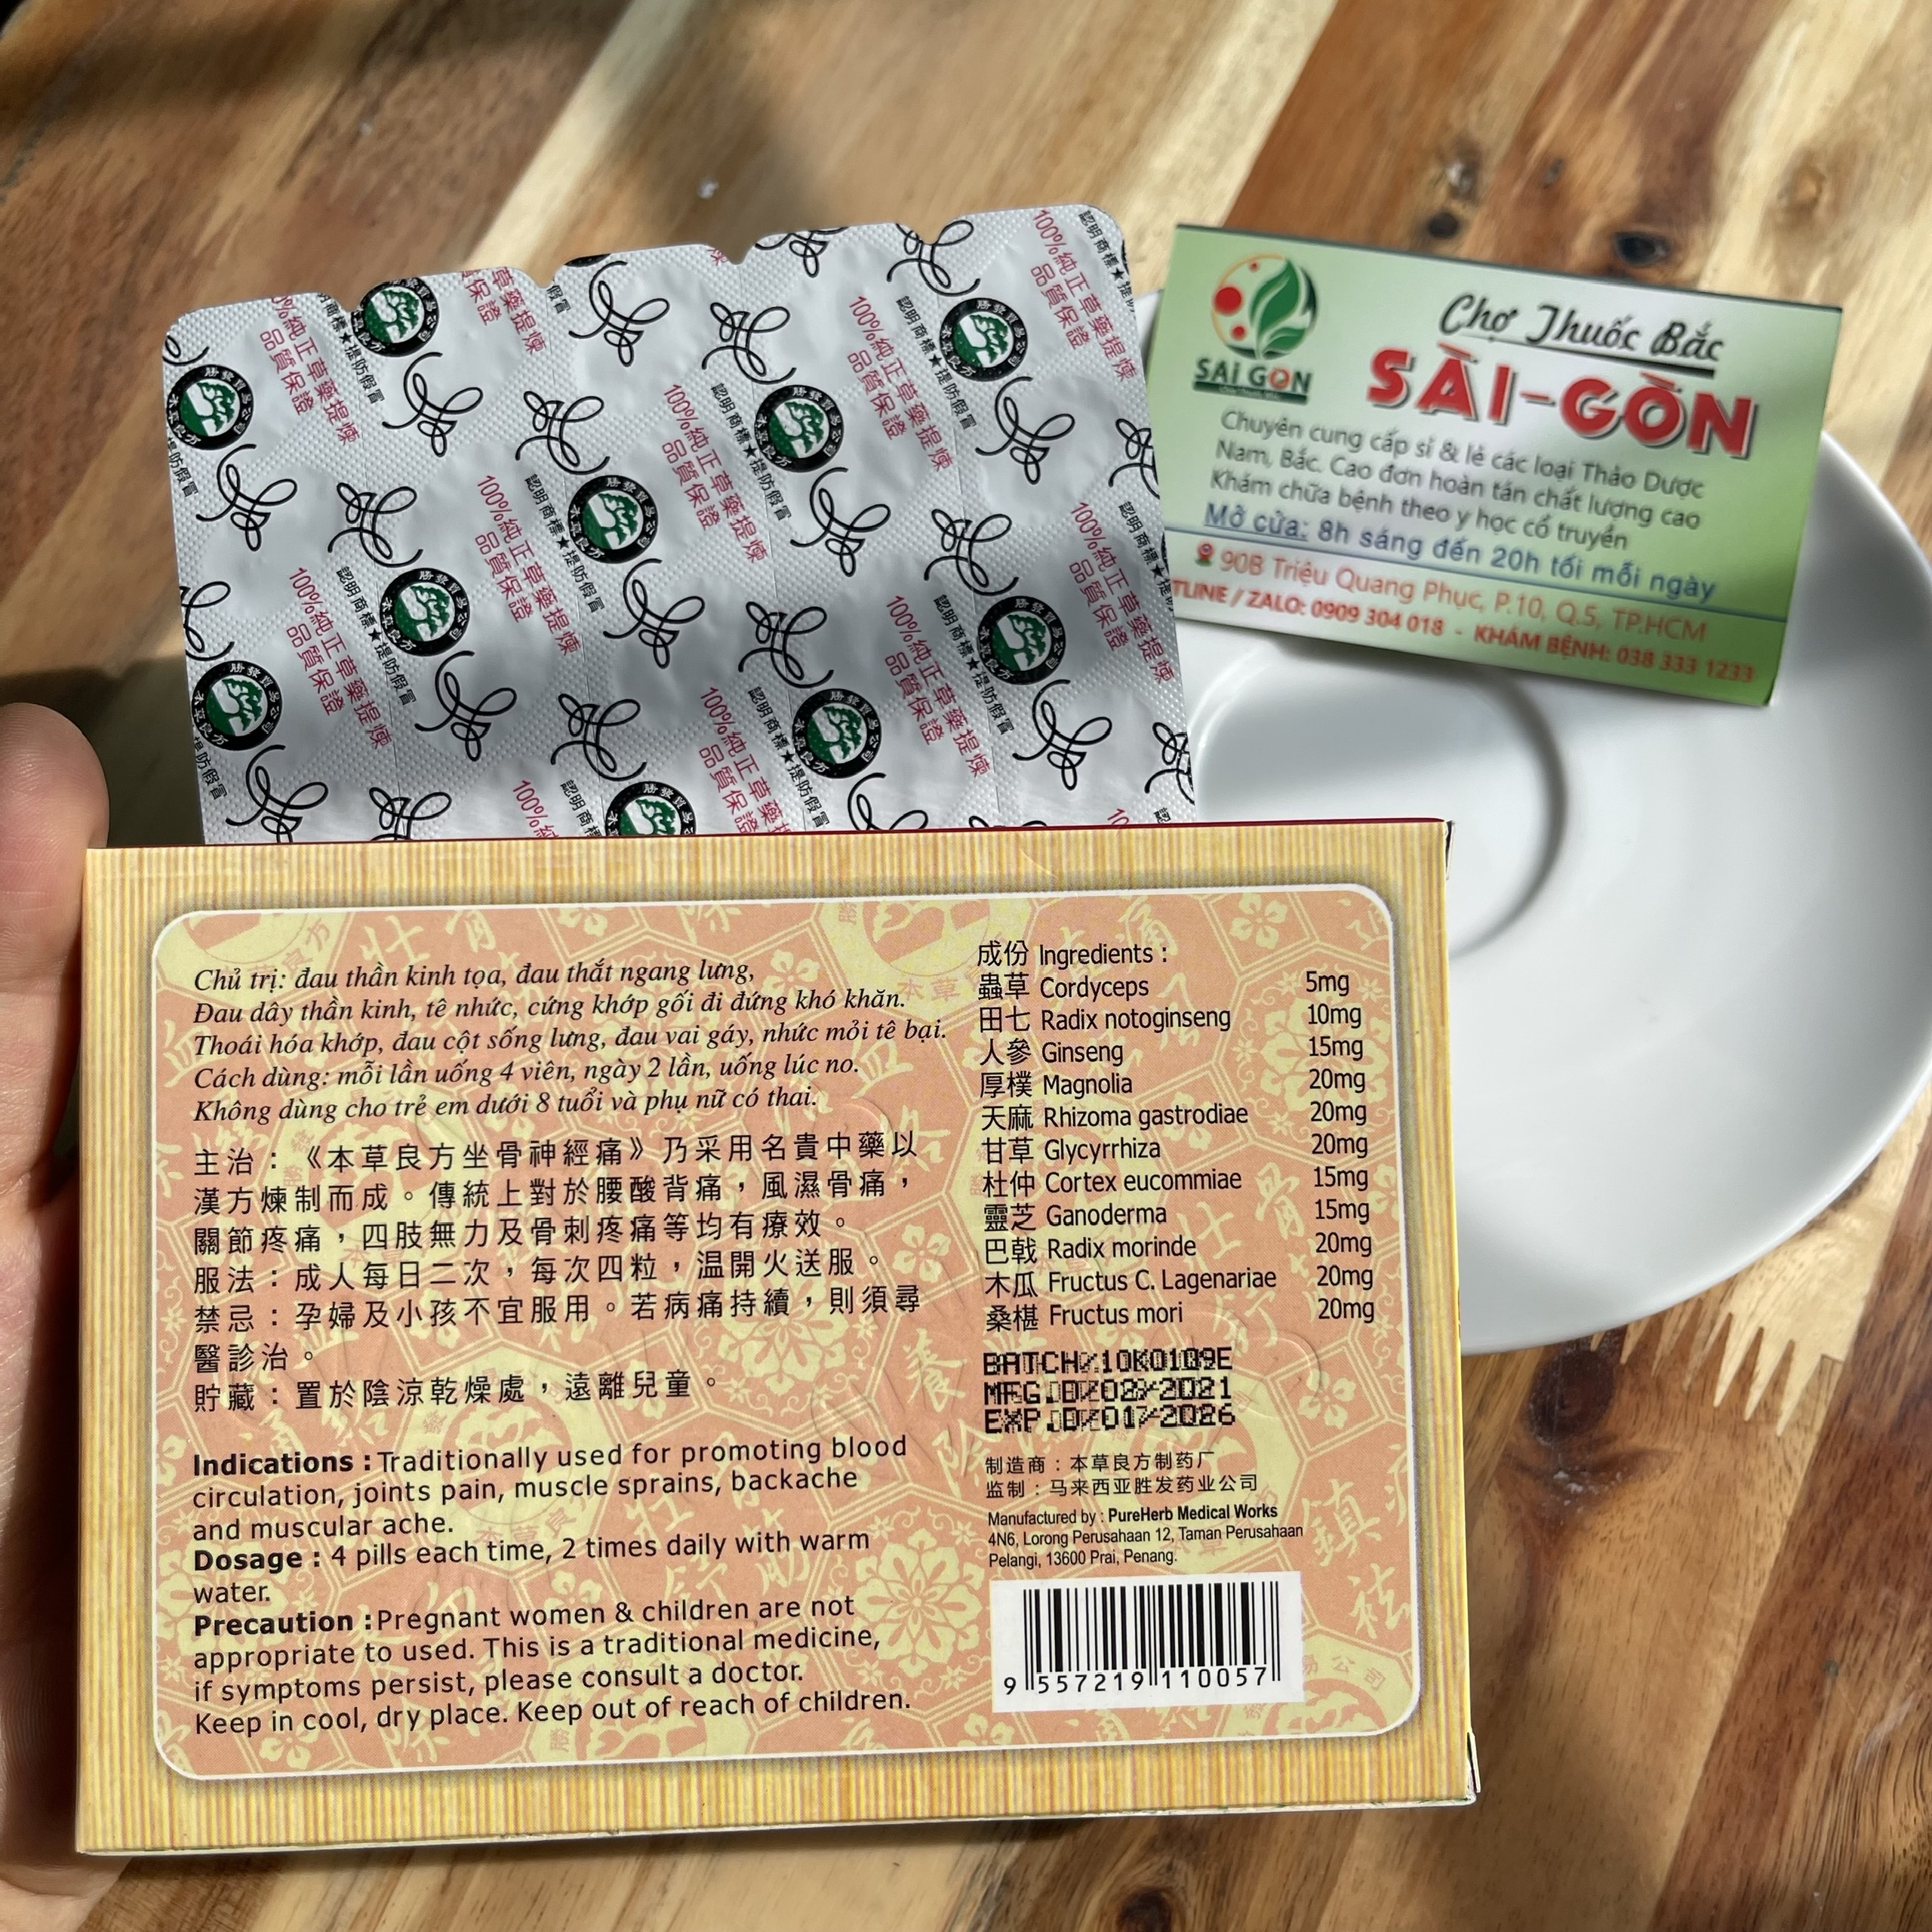 100%純正草藥提煉
品質保證
認明商標★提防假冒
勝發貿易公司
本草良方
SÀI GÒN
Chợ Thuốc Bắc
SÀI-GÒN
Chuyên cung cấp sỉ & lẻ các loại Thảo Dược
Nam, Bắc. Cao đơn hoàn tán chất lượng cao
Khám chữa bệnh theo y học cổ truyền
Mở cửa: 8h sáng đến 20h tối mỗi ngày
90B Triệu Quang Phục, P.10, Q.5, TP.HCM
TLINE / ZALO: 0909 304 018 - KHÁM BỆNH: 038 333 1233
Chủ trị: đau thần kinh tọa, đau thắt ngang lưng,
Đau dây thần kinh, tê nhức, cứng khớp gối đi đứng khó khăn.
Thoái hóa khớp, đau cột sống lưng, đau vai gáy, nhức mỏi tê bại.
Cách dùng: mỗi lần uống 4 viên, ngày 2 lần, uống lúc no.
Không dùng cho trẻ em dưới 8 tuổi và phụ nữ có thai.
主治：《本草良方坐骨神經痛》乃采用名貴中藥以
漢方煉制而成。傳統上對於腰酸背痛，風濕骨痛，
關節疼痛，四肢無力及骨刺疼痛等均有療效。
服法：成人每日二次，每次四粒，温開火送服。
禁忌：孕婦及小孩不宜服用。若病痛持續，則須尋
醫診治。
貯藏：置於陰涼乾燥處，遠離兒童。
Indications : Traditionally used for promoting blood
circulation, joints pain, muscle sprains, backache
and muscular ache.
Dosage : 4 pills each time, 2 times daily with warm
water.
Precaution :Pregnant women & children are not
appropriate to used. This is a traditional medicine,
if symptoms persist, please consult a doctor.
Keep in cool, dry place. Keep out of reach of children.
成份 Ingredients :
蟲草 Cordyceps 5mg
田七 Radix notoginseng 10mg
人參 Ginseng 15mg
厚樸 Magnolia 20mg
天麻 Rhizoma gastrodiae 20mg
甘草 Glycyrrhiza 20mg
杜仲 Cortex eucommiae 15mg
靈芝 Ganoderma 15mg
巴戟 Radix morinde 20mg
木瓜 Fructus C. Lagenariae 20mg
桑椹 Fructus mori 20mg
BATCH/10K0109E
MFG.D/02/2021
EXP.D/01/2026
制造商：本草良方制药厂
监制：马来西亚胜发药业公司
Manufactured by : PureHerb Medical Works
4N6, Lorong Perusahaan 12, Taman Perusahaan
Pelangi, 13600 Prai, Penang.
9 557219 110057